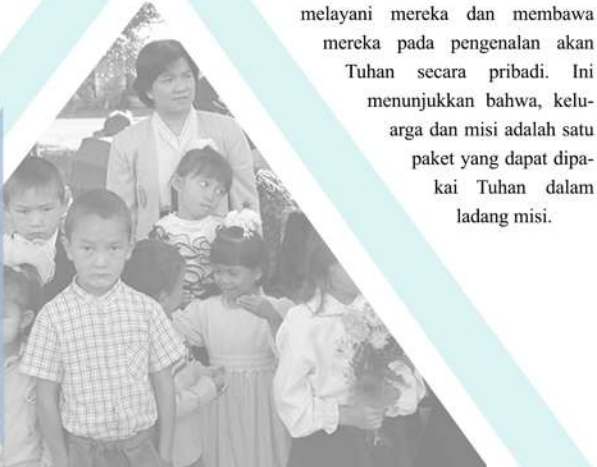 melayani mereka dan membawa
mereka pada pengenalan akan
Tuhan secara pribadi. Ini
menunjukkan bahwa, kelu-
arga dan misi adalah satu
paket yang dapat dipa-
kai Tuhan dalam
ladang misi.